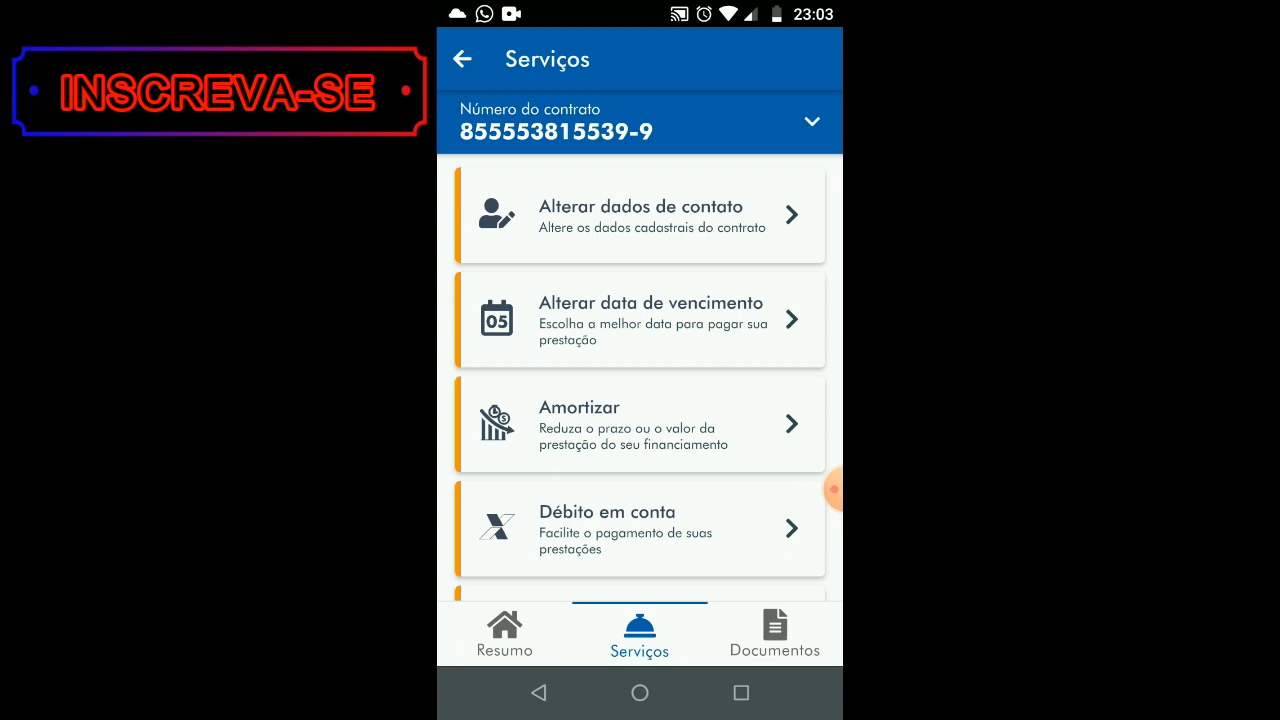 INSCREVA-SE
23:03
Serviços
Número do contrato
855553815539-9
Alterar dados de contato
Altere os dados cadastrais do contrato
05
Alterar data de vencimento
Escolha a melhor data para pagar sua
prestação
Amortizar
Reduza o prazo ou o valor da
prestação do seu financiamento
Débito em conta
Facilite o pagamento de suas
prestações
Resumo
Serviços
Documentos